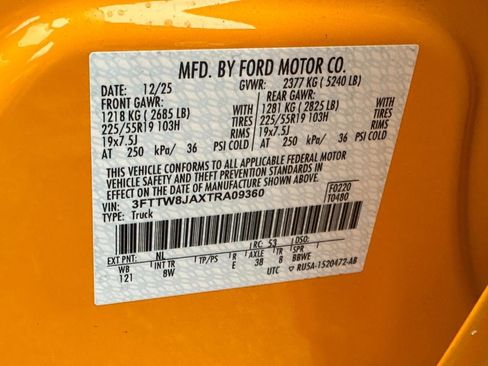 MFD. BY FORD MOTOR CO.
DATE: 12/25 GVWR: 2377 KG ( 5240 LB)
FRONT GAWR: REAR GAWR:
1218 KG ( 2685 LB) WITH 1281 KG ( 2825 LB) WITH
225/55R19 103H TIRES 225/55R19 103H TIRES
19x7.5J RIMS 19x7.5J RIMS
AT 250 kPa/ 36 PSI COLD AT 250 kPa/ 36 PSI COLD
THIS VEHICLE CONFORMS TO ALL APPLICABLE FEDERAL MOTOR
VEHICLE SAFETY AND THEFT PREVENTION STANDARDS IN
EFFECT ON THE DATE OF MANUFACTURE SHOWN ABOVE.
VIN: 3FTTW8JAXTRA09360 F0220
TYPE: Truck T0480
EXT PNT: NL RC: 53 DSO:
WB INT TR TP/PS R AXLE TR SPR
121 8W E 38 8 BBWE
UTC RU5A-1520472-AB